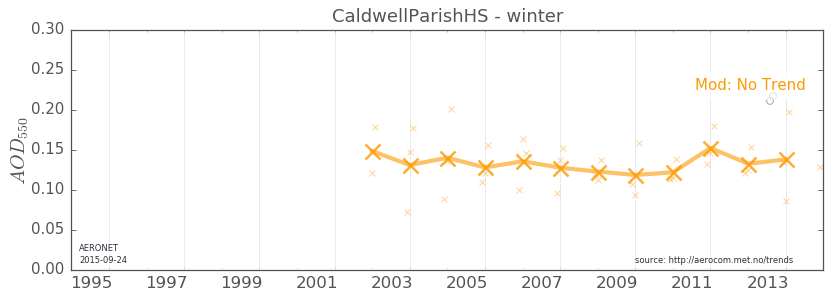 CaldwellParishHS - winter
0.30
0.25
0.20
0.15
0.10
0.05
0.00
AOD550
Mod: No Trend
AERONET
2015-09-24
source: http://aerocom.met.no/trends
1995 1997 1999 2001 2003 2005 2007 2009 2011 2013